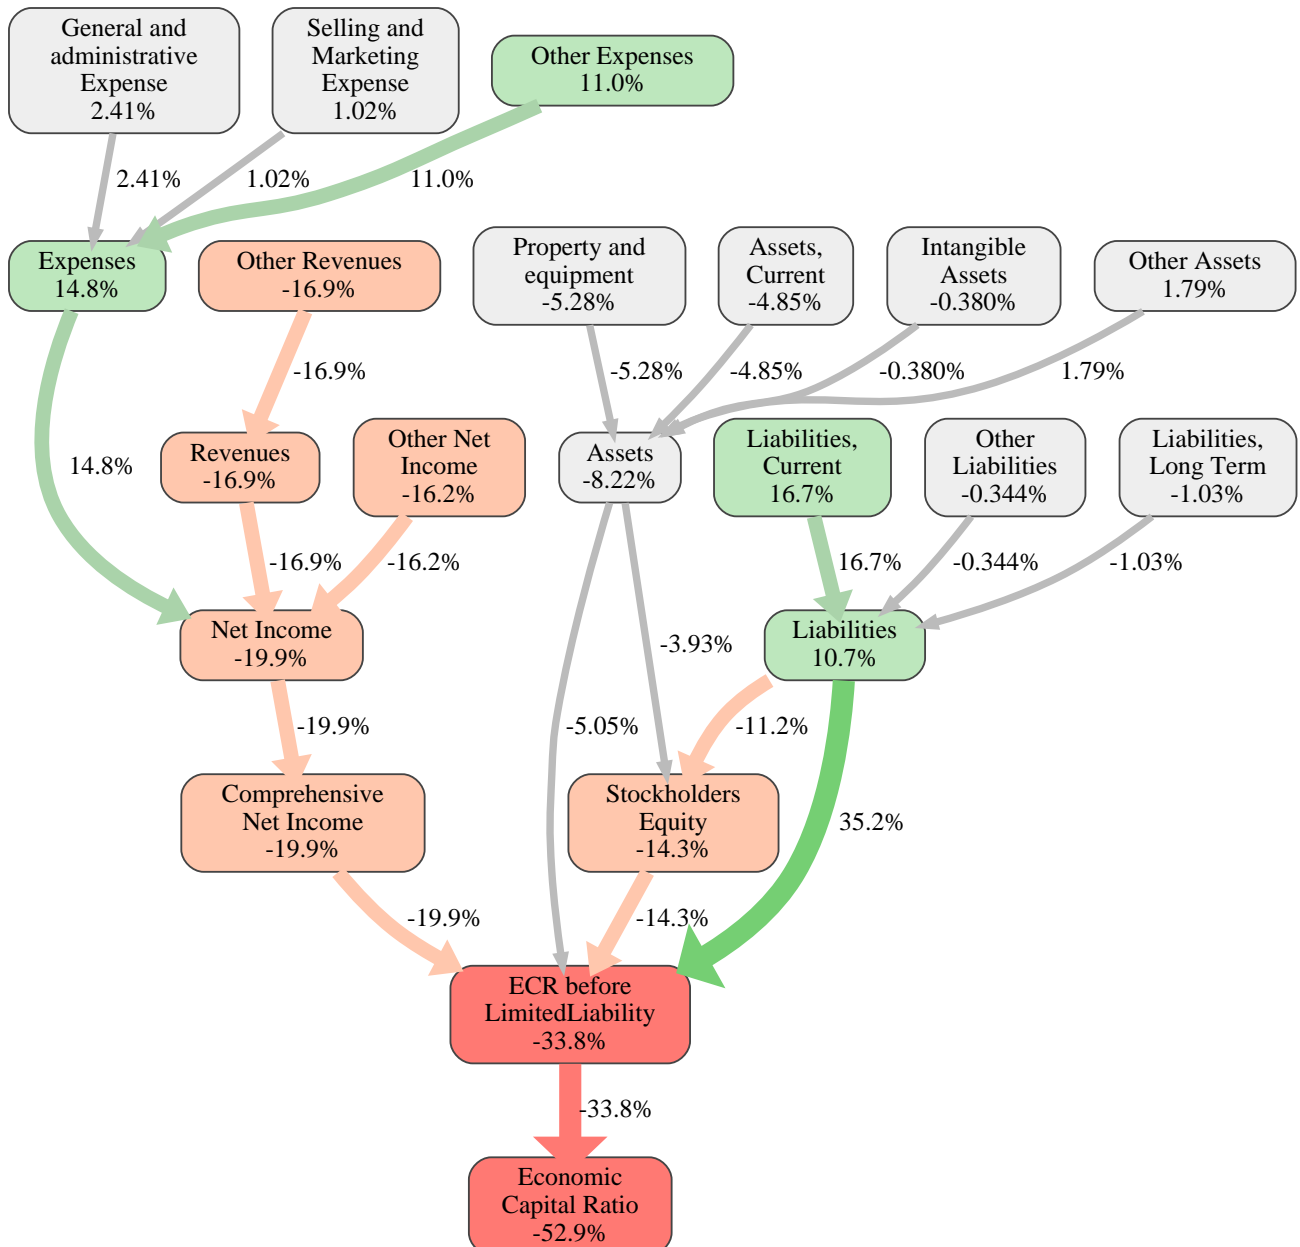 General and
administrative
Expense
2.41%
Selling and
Marketing
Expense
1.02%
Other Expenses
11.0%
2.41%
1.02%
11.0%
Expenses
14.8%
Other Revenues
-16.9%
Property and
equipment
-5.28%
Assets,
Current
-4.85%
Intangible
Assets
-0.380%
Other Assets
1.79%
-16.9%
-5.28%
-4.85%
-0.380%
1.79%
14.8%
Revenues
-16.9%
Other Net
Income
-16.2%
Assets
-8.22%
Liabilities,
Current
16.7%
Other
Liabilities
-0.344%
Liabilities,
Long Term
-1.03%
-16.9%
-16.2%
16.7%
-0.344%
-1.03%
Net Income
-19.9%
-3.93%
Liabilities
10.7%
-19.9%
-5.05%
-11.2%
Comprehensive
Net Income
-19.9%
Stockholders
Equity
-14.3%
35.2%
-19.9%
-14.3%
ECR before
LimitedLiability
-33.8%
-33.8%
Economic
Capital Ratio
-52.9%